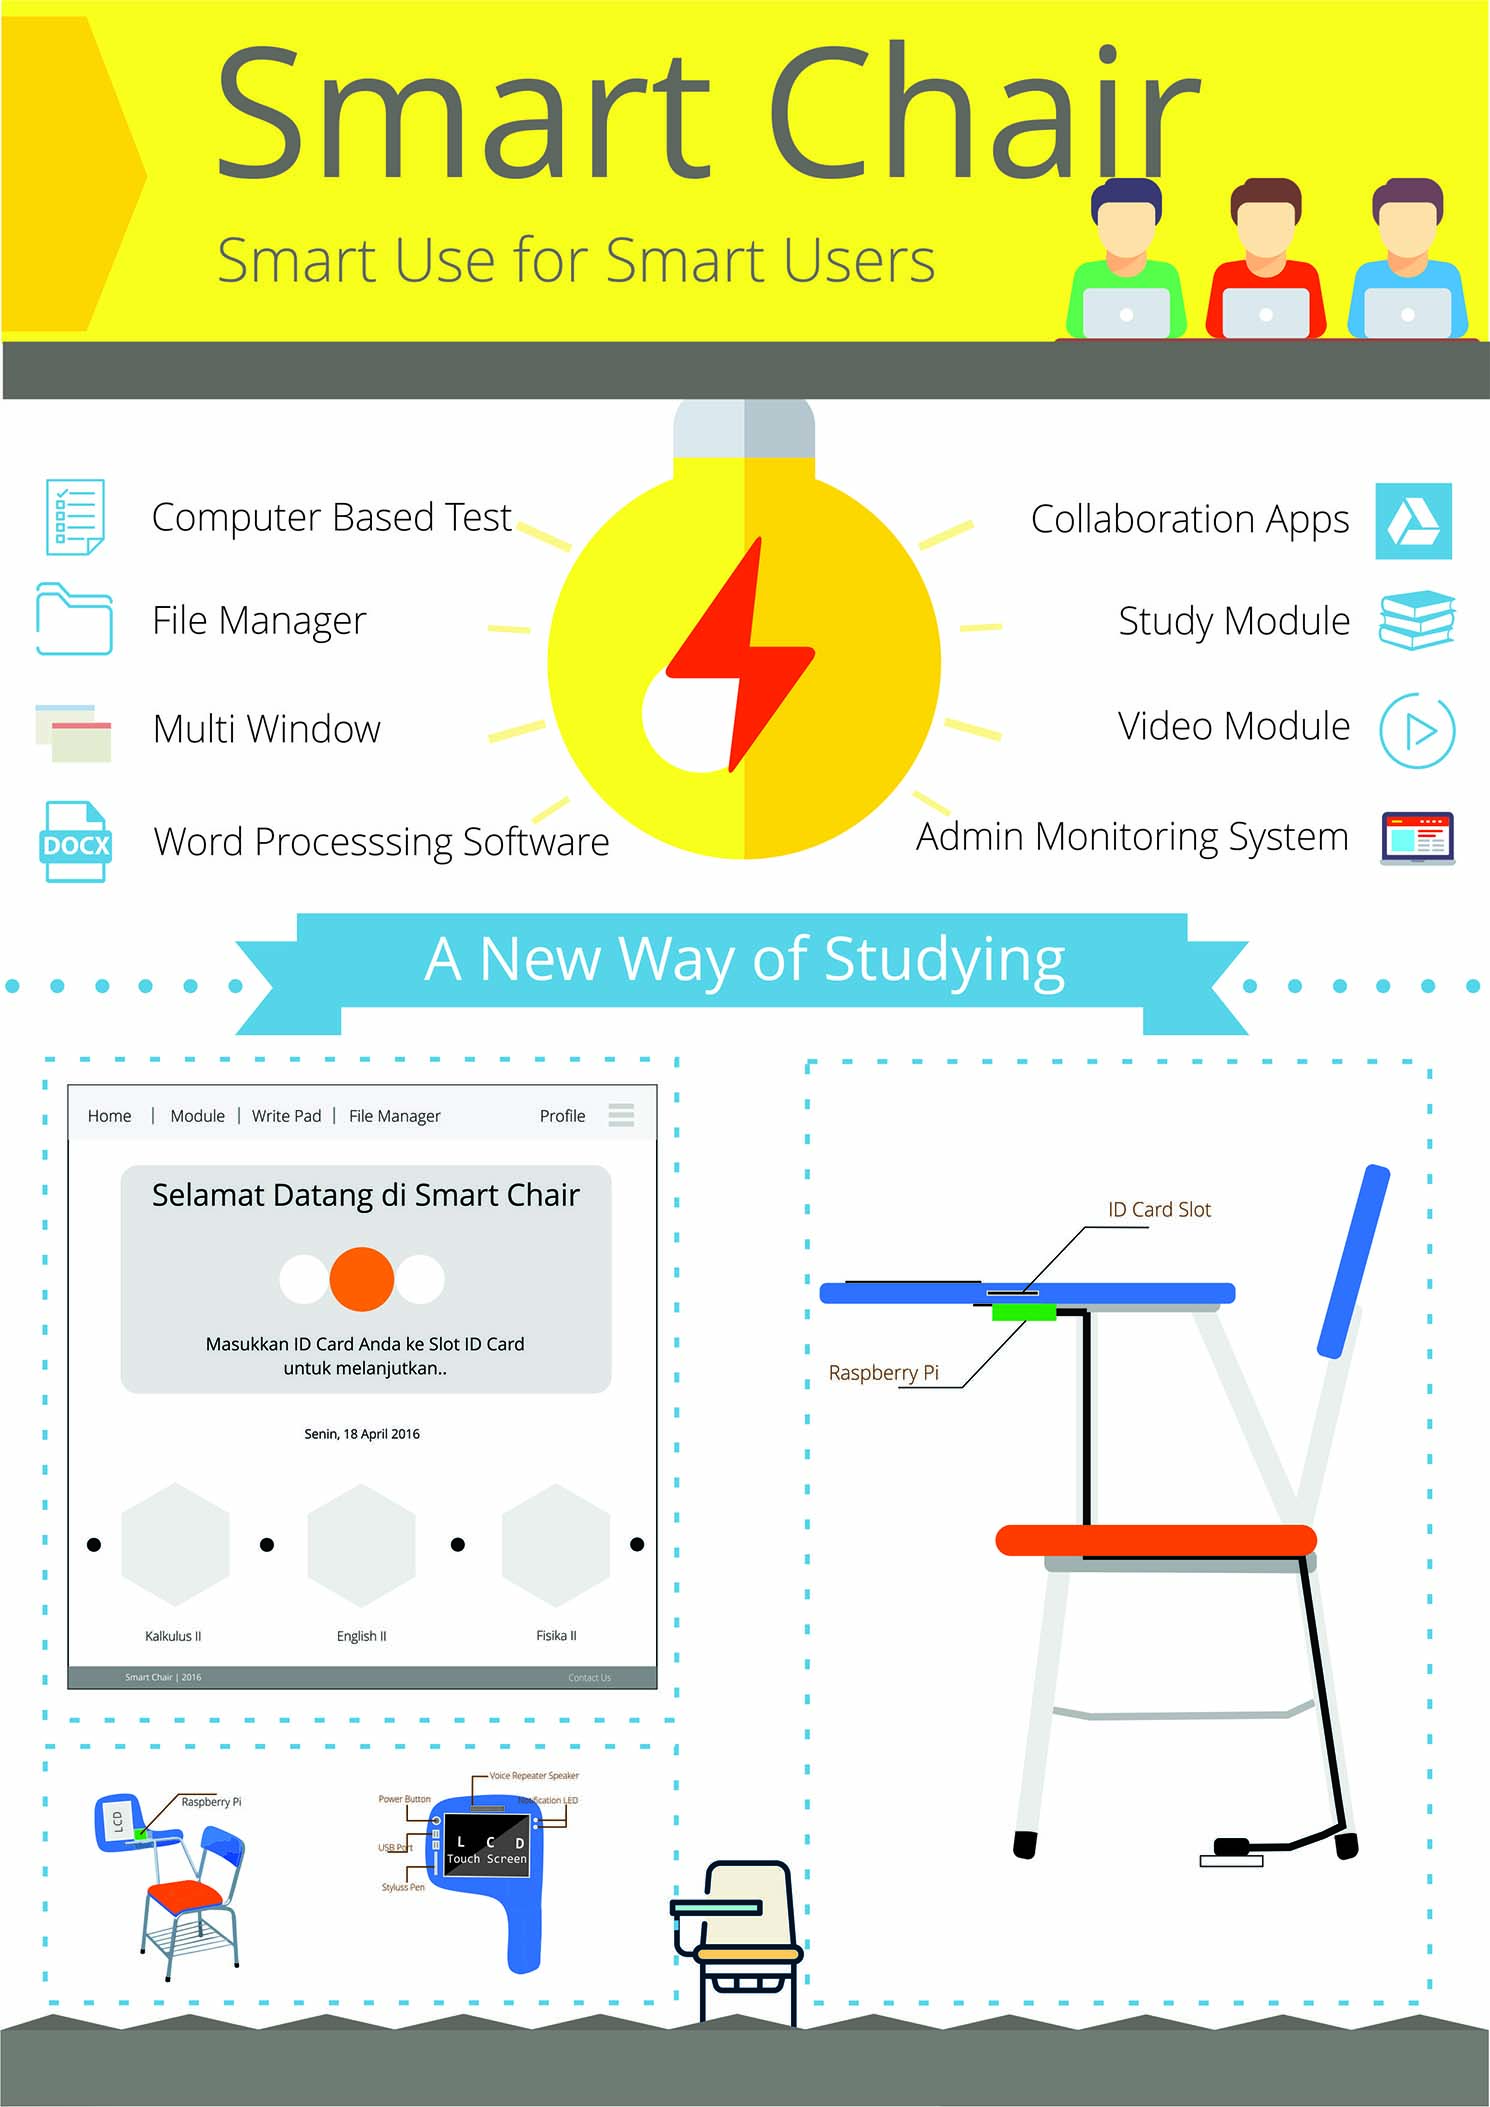 Smart Chair
Smart Use for Smart Users
Computer Based Test
File Manager
Multi Window
DOCX
Word Processsing Software
Collaboration Apps
Study Module
Video Module
Admin Monitoring System
A New Way of Studying
Home | Module | Write Pad | File Manager Profile
Selamat Datang di Smart Chair
Masukkan ID Card Anda ke Slot ID Card
untuk melanjutkan..
Senin, 18 April 2016
Kalkulus II English II Fisika II
Smart Chair | 2016 Contact Us
ID Card Slot
Raspberry Pi
LCD
Raspberry Pi
Voice Repeater Speaker
Power Button
Notification LED
USB Port
Styluss Pen
L C D
Touch Screen